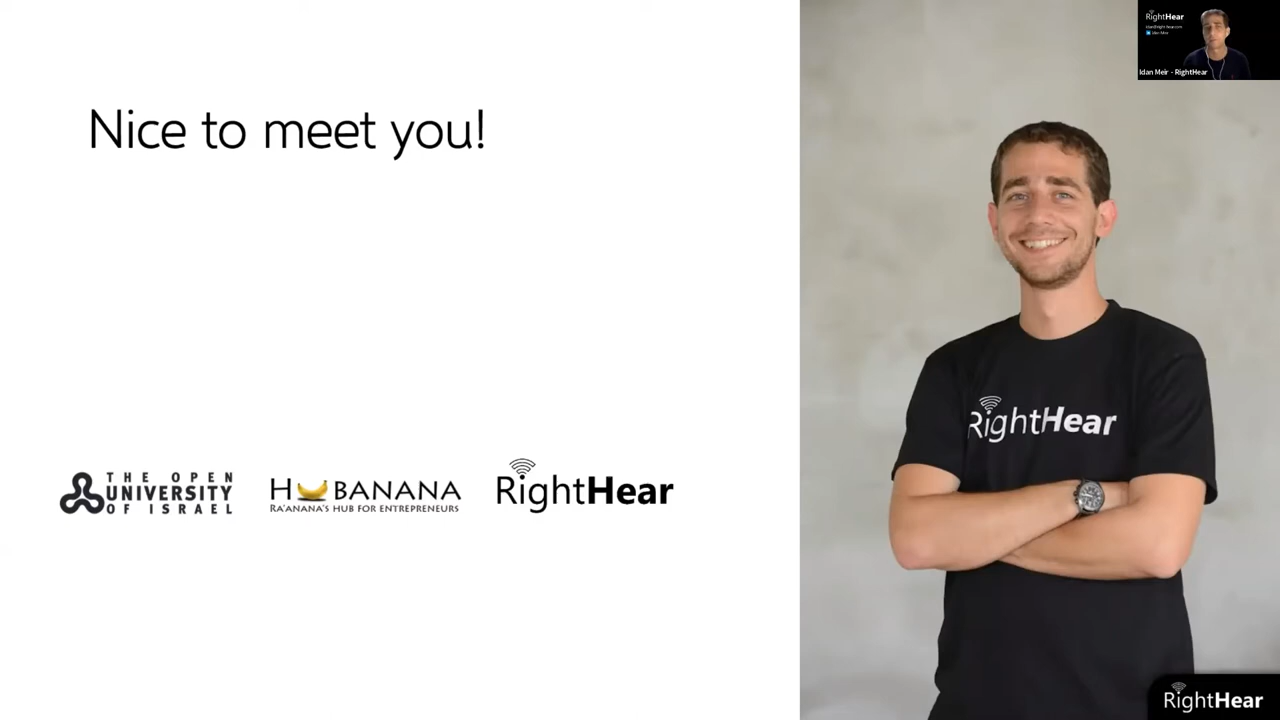 Nice to meet you!
THE OPEN
UNIVERSITY
OF ISRAEL
HUBANANA
RA'ANANA'S HUB FOR ENTREPRENEURS
RightHear
RightHear
RightHear
Idan Meir - RightHear
RightHear